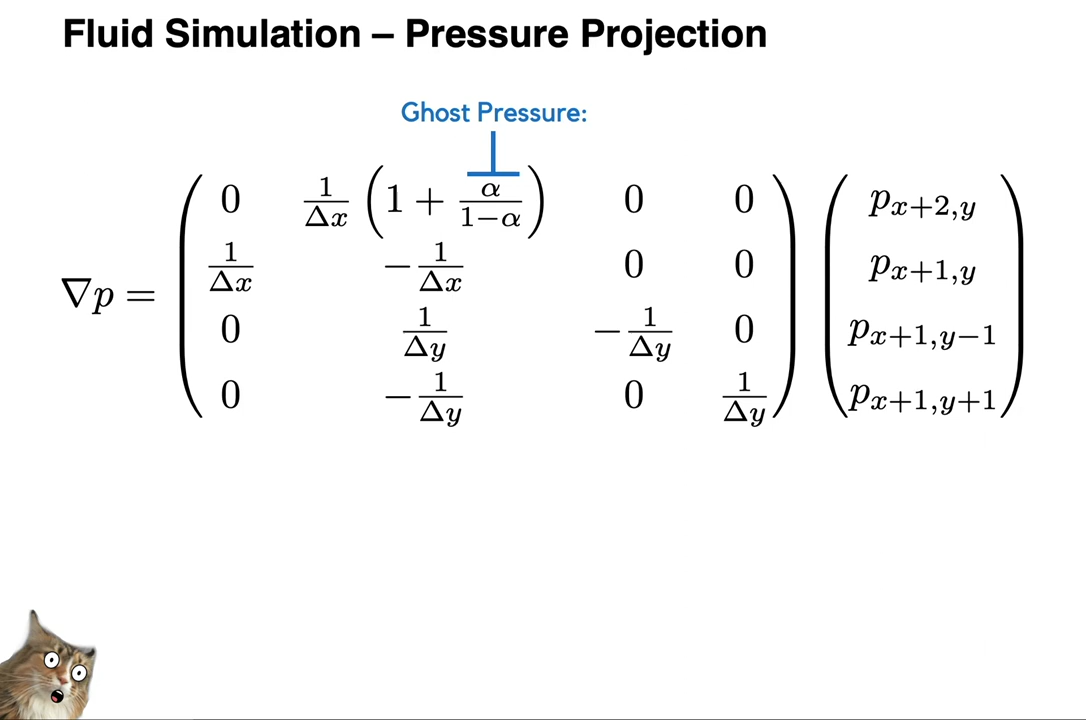 Fluid Simulation – Pressure Projection
Ghost Pressure:
∇p = ( 0 1/Δx (1 + α/(1−α)) 0 0 ) ( p_{x+2,y} )
1/Δx −1/Δx 0 0 p_{x+1,y}
0 1/Δy −1/Δy 0 p_{x+1,y−1}
0 −1/Δy 0 1/Δy p_{x+1,y+1}